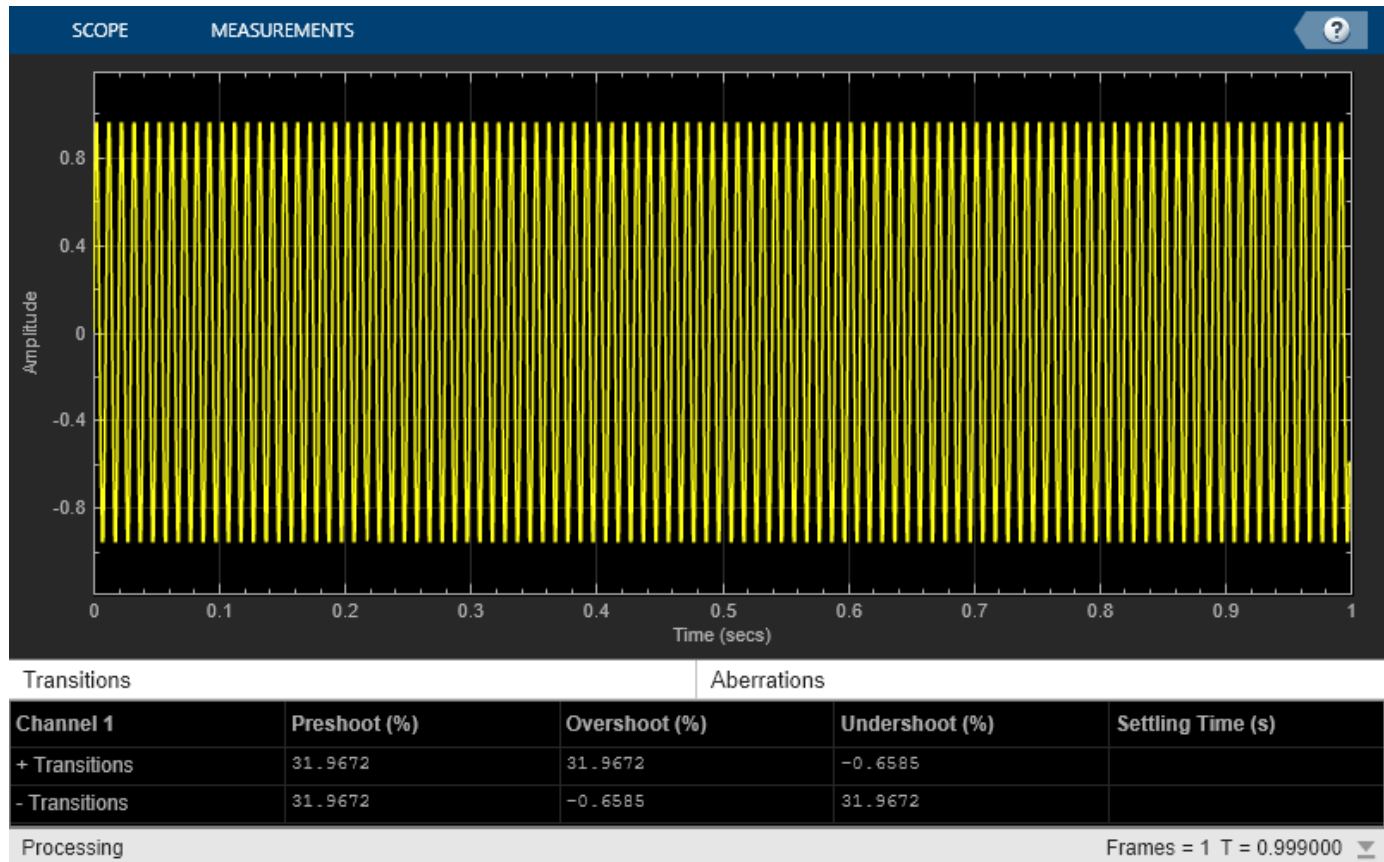 SCOPE MEASUREMENTS ?
0.8
0.4
0
-0.4
-0.8
Amplitude
0 0.1 0.2 0.3 0.4 0.5 0.6 0.7 0.8 0.9 1
Time (secs)
Transitions Aberrations
Channel 1 Preshoot (%) Overshoot (%) Undershoot (%) Settling Time (s)
+ Transitions 31.9672 31.9672 -0.6585
- Transitions 31.9672 -0.6585 31.9672
Processing Frames = 1 T = 0.999000